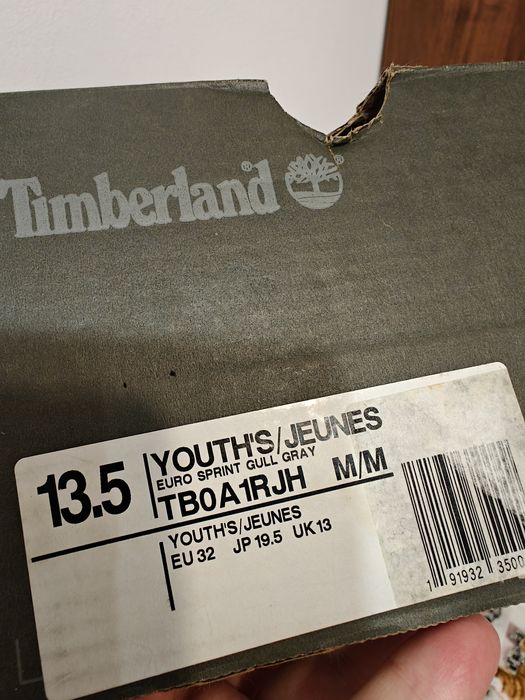 Timberland®
®
13.5
YOUTH'S/JEUNES
EURO SPRINT GULL GRAY
TB0A1RJH M/M
YOUTH'S/JEUNES
EU 32 JP 19.5 UK 13
1 91932 3500